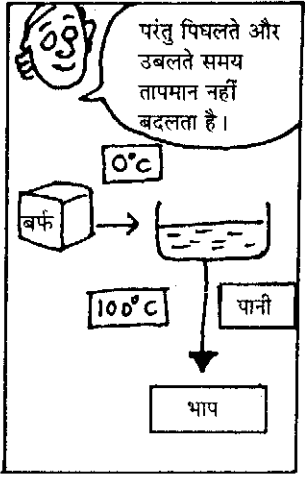 परंतु पिघलते और
उबलते समय
तापमान नहीं
बदलता है।
0°c
बर्फ
100°C
पानी
भाप